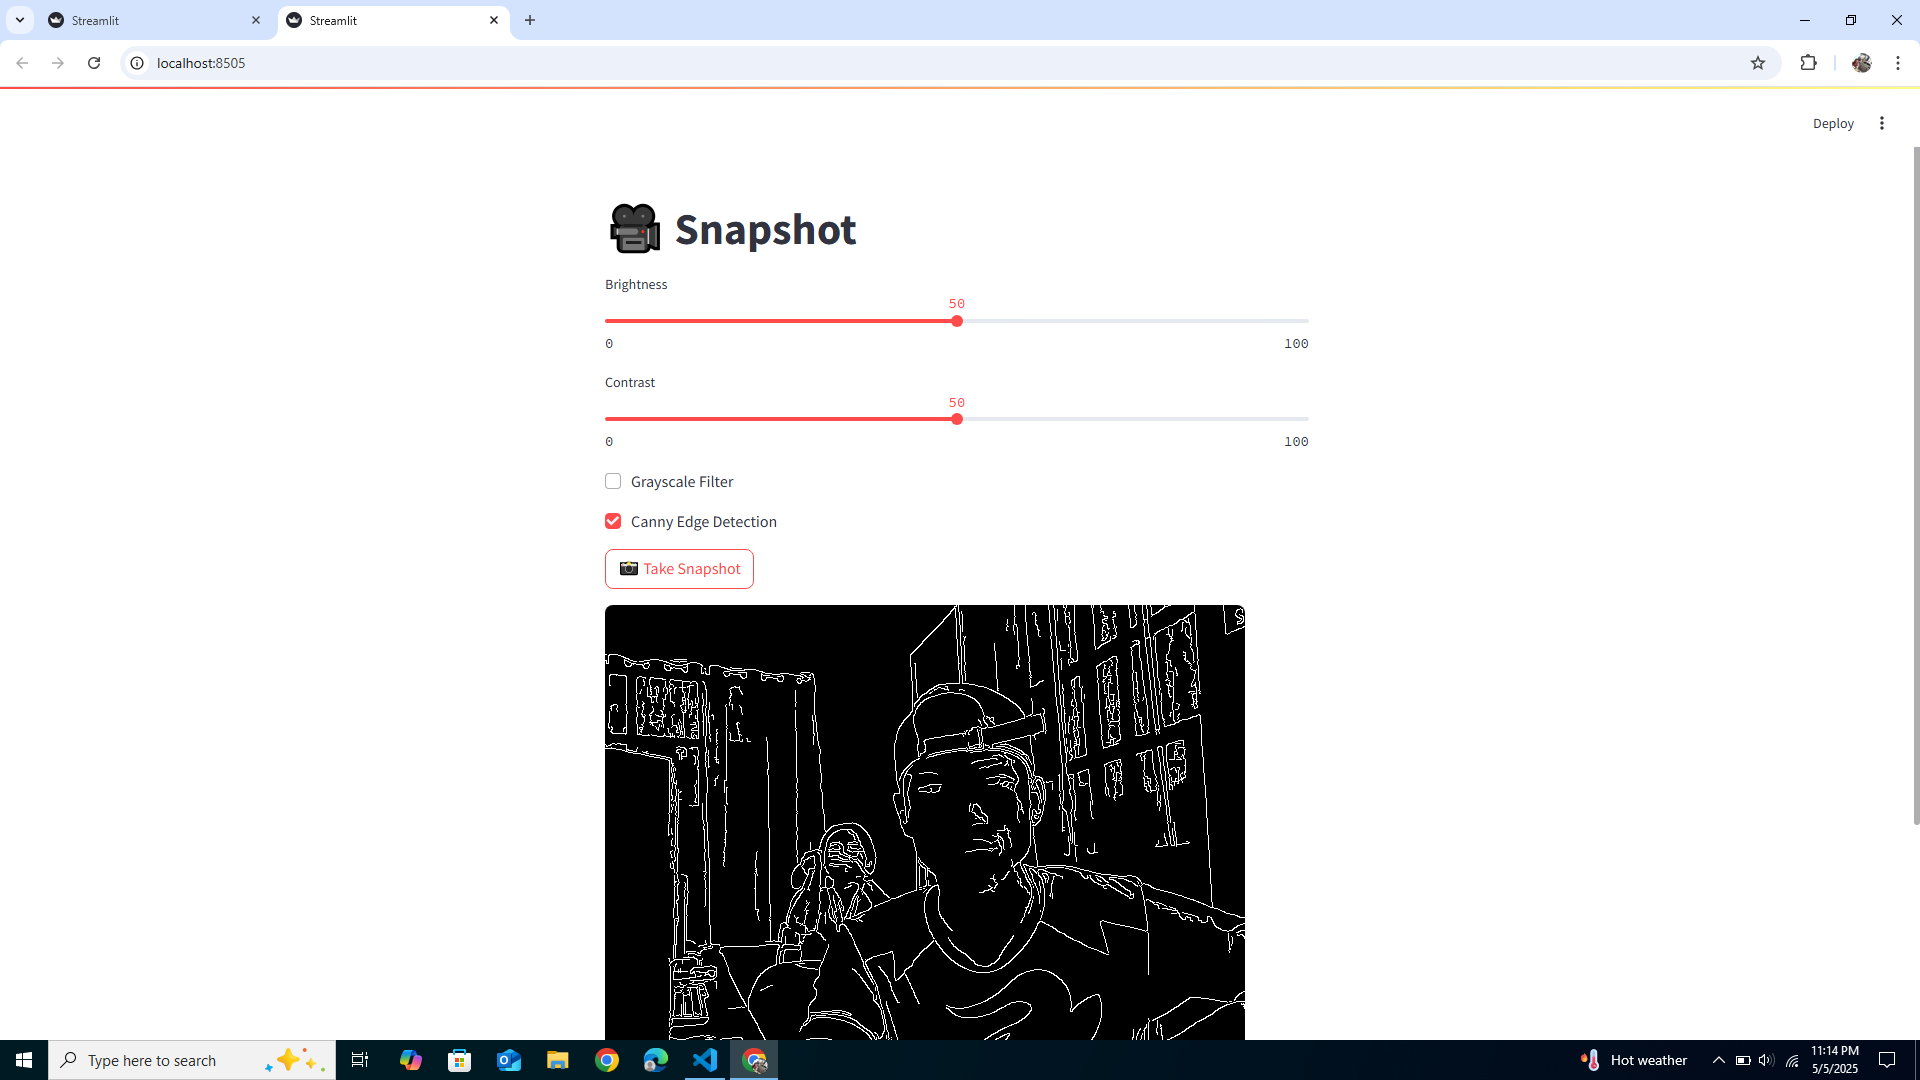 Streamlit
Streamlit
localhost:8505
Deploy
Snapshot
Brightness
50
0 100
Contrast
50
0 100
Grayscale Filter
Canny Edge Detection
Take Snapshot
Type here to search
Hot weather
11:14 PM
5/5/2025